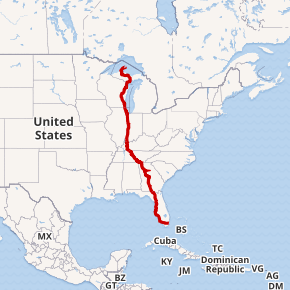 United
States
MX
BS
Cuba
TC
Dominican
Republic
KY
JM
VG
AG
DM
BZ
GT